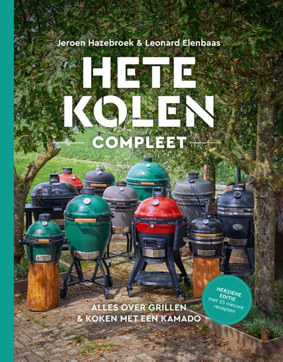 Jeroen Hazebroek & Leonard Elenbaas
HETE
KOLEN
COMPLEET
ALLES OVER GRILLEN
& KOKEN MET EEN KAMADO
HERZIENE
EDITIE
met 25 nieuwe
recepten